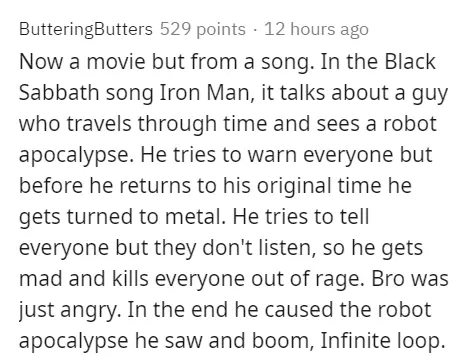 ButteringButters 529 points · 12 hours ago
Now a movie but from a song. In the Black
Sabbath song Iron Man, it talks about a guy
who travels through time and sees a robot
apocalypse. He tries to warn everyone but
before he returns to his original time he
gets turned to metal. He tries to tell
everyone but they don't listen, so he gets
mad and kills everyone out of rage. Bro was
just angry. In the end he caused the robot
apocalypse he saw and boom, Infinite loop.